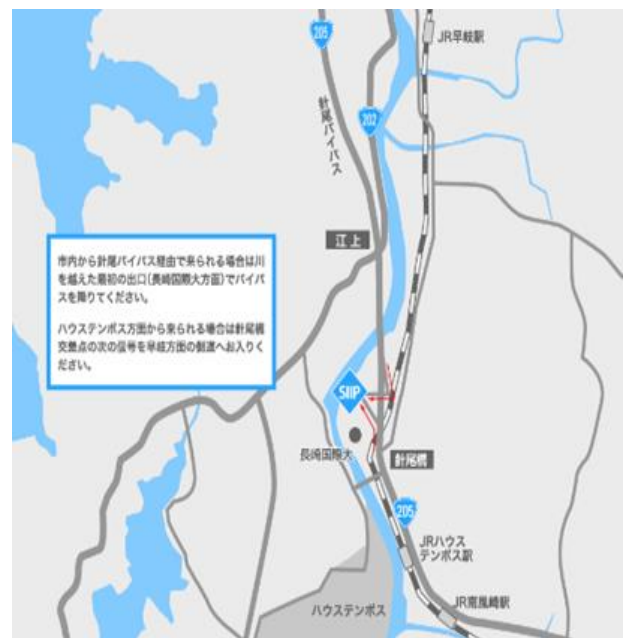 205
JR早岐駅
針尾バイパス
202
江上
市内から針尾バイパス経由で来られる場合は川
を越えた最初の出口(長崎国際大方面)でバイパ
スを降りてください。
ハウステンボス方面から来られる場合は針尾橋
交差点の次の信号を早岐方面の側道へお入りく
ださい。
SIIP
長崎国際大
針尾橋
205
JRハウス
テンボス駅
ハウステンボス
JR南風崎駅